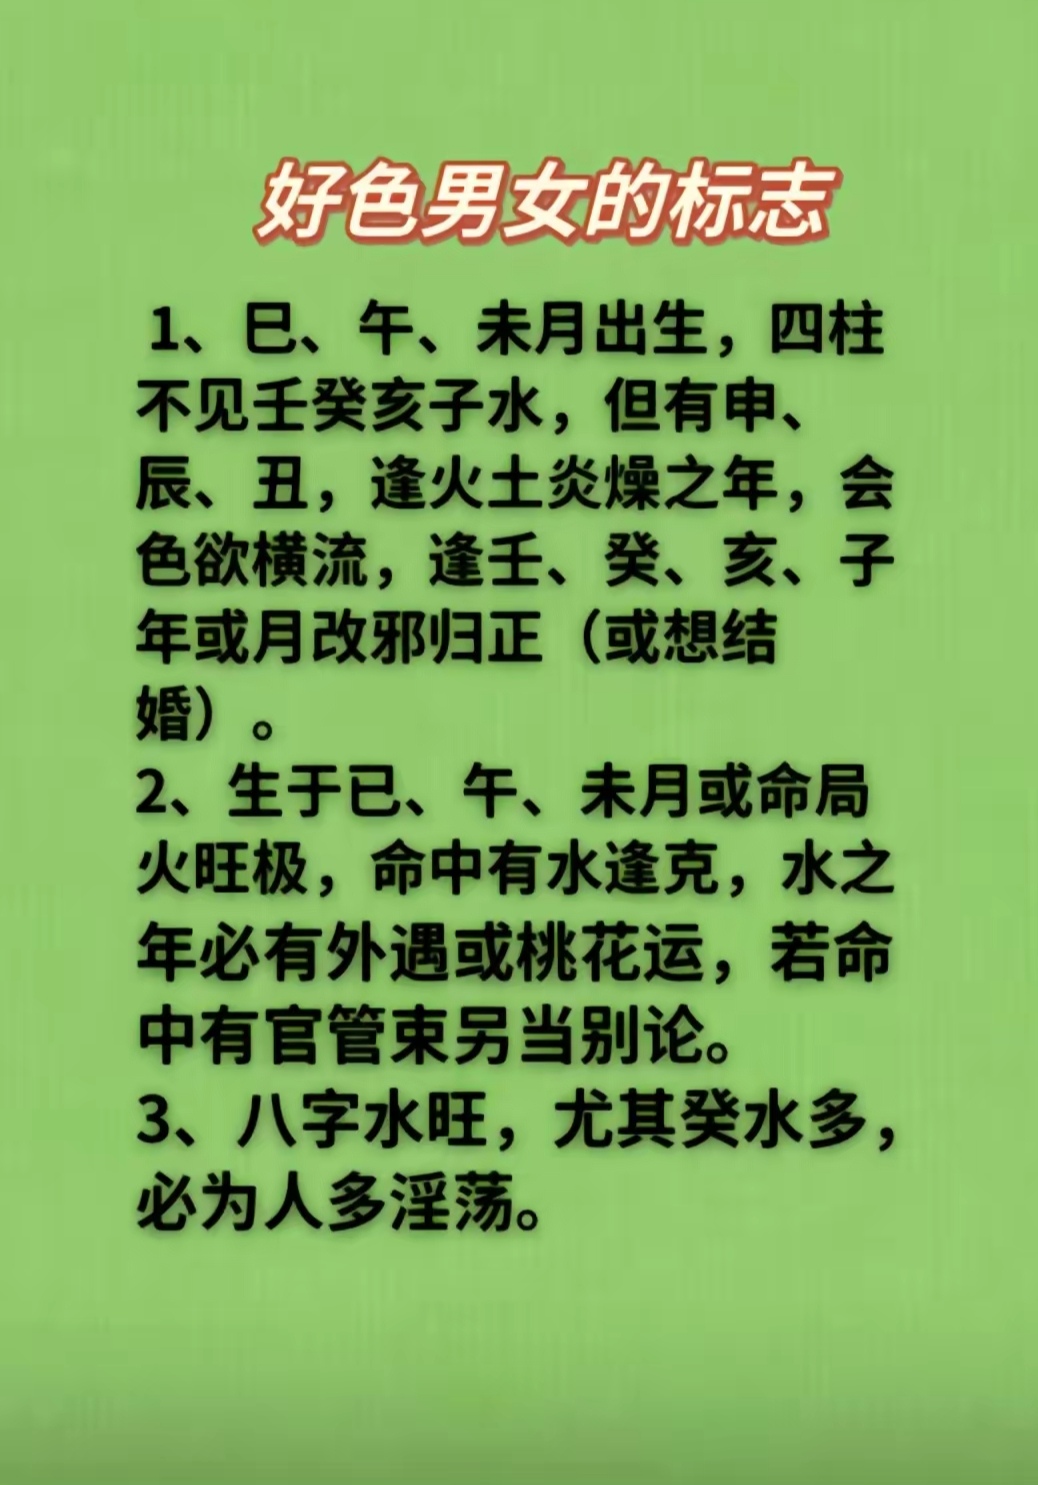 好色男女的标志
1、巳、午、未月出生，四柱
不见壬癸亥子水，但有申、
辰、丑，逢火土炎燥之年，会
色欲横流，逢壬、癸、亥、子
年或月改邪归正（或想结
婚）。
2、生于已、午、未月或命局
火旺极，命中有水逢克，水之
年必有外遇或桃花运，若命
中有官管束另当别论。
3、八字水旺，尤其癸水多，
必为人多淫荡。